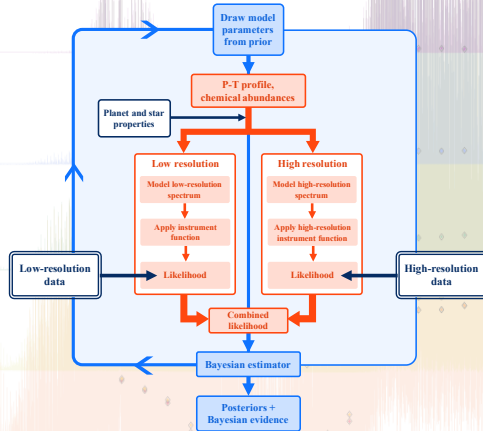 Draw model
parameters
from prior
P-T profile,
chemical abundances
Planet and star
properties
Low resolution
Model low-resolution
spectrum
Apply instrument
function
Likelihood
High resolution
Model high-resolution
spectrum
Apply high-resolution
instrument function
Likelihood
Low-resolution
data
High-resolution
data
Combined
likelihood
Bayesian estimator
Posteriors +
Bayesian evidence